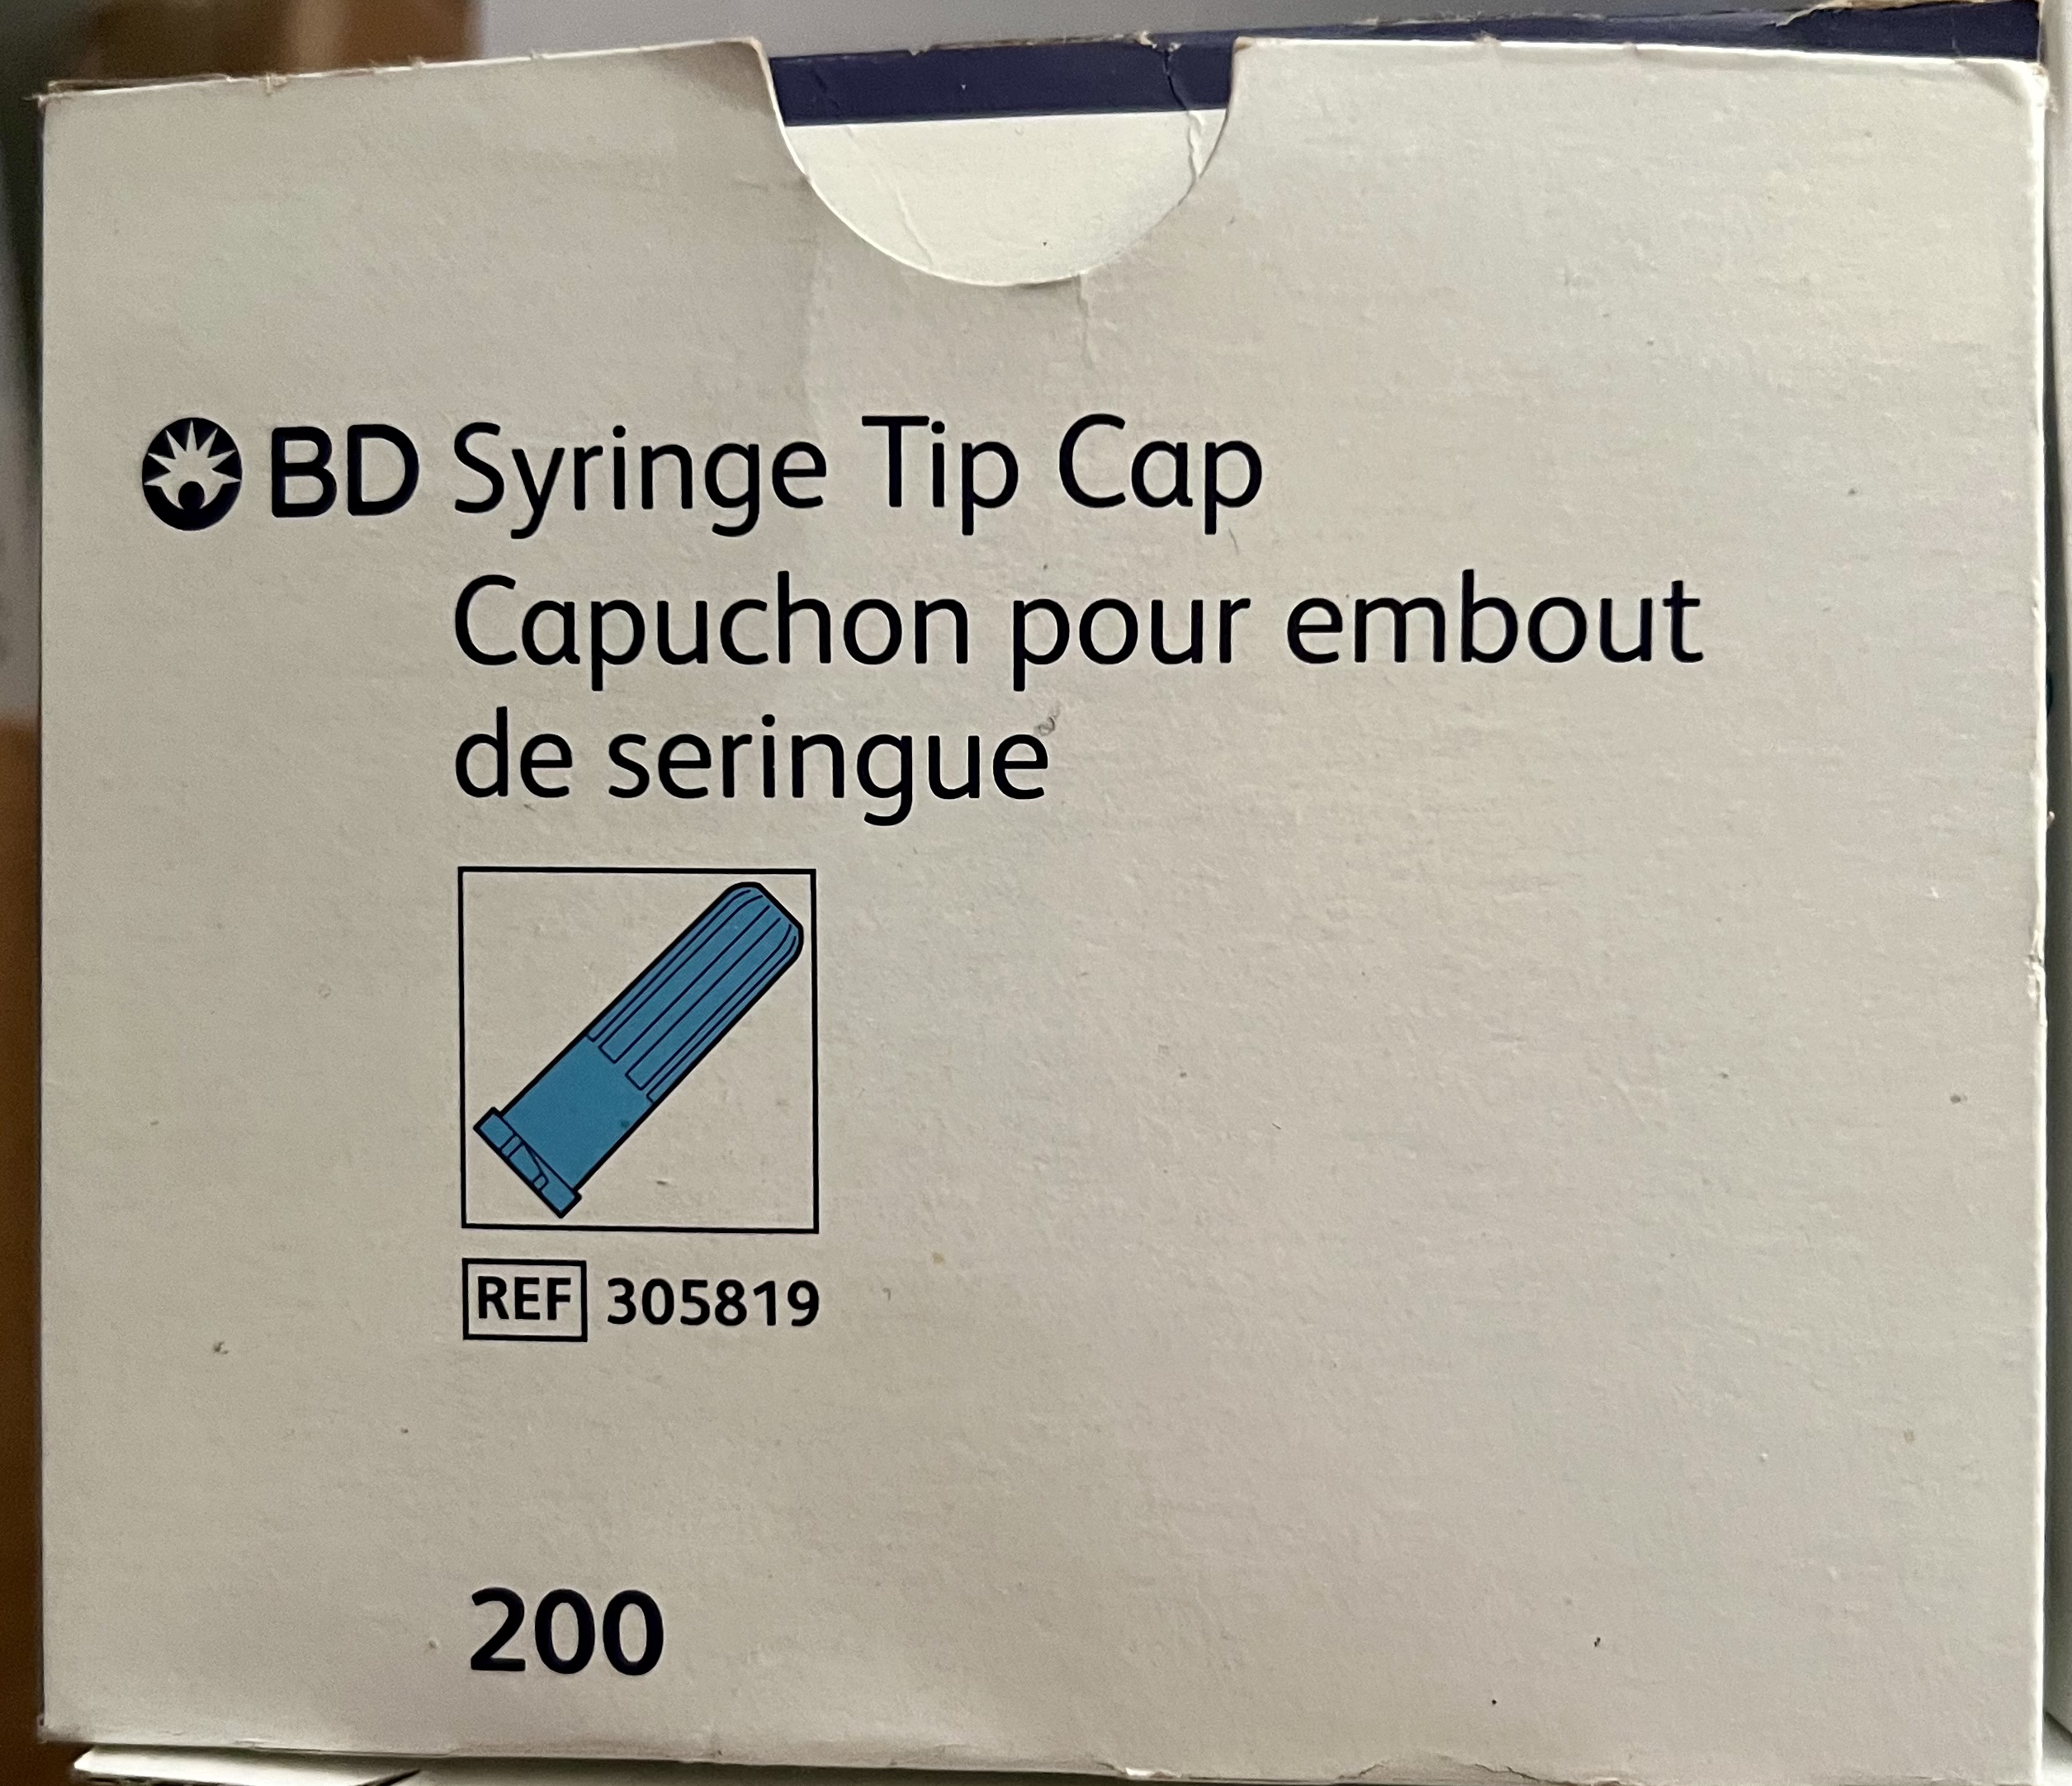 BD Syringe Tip Cap
Capuchon pour embout
de seringue
REF 305819
200